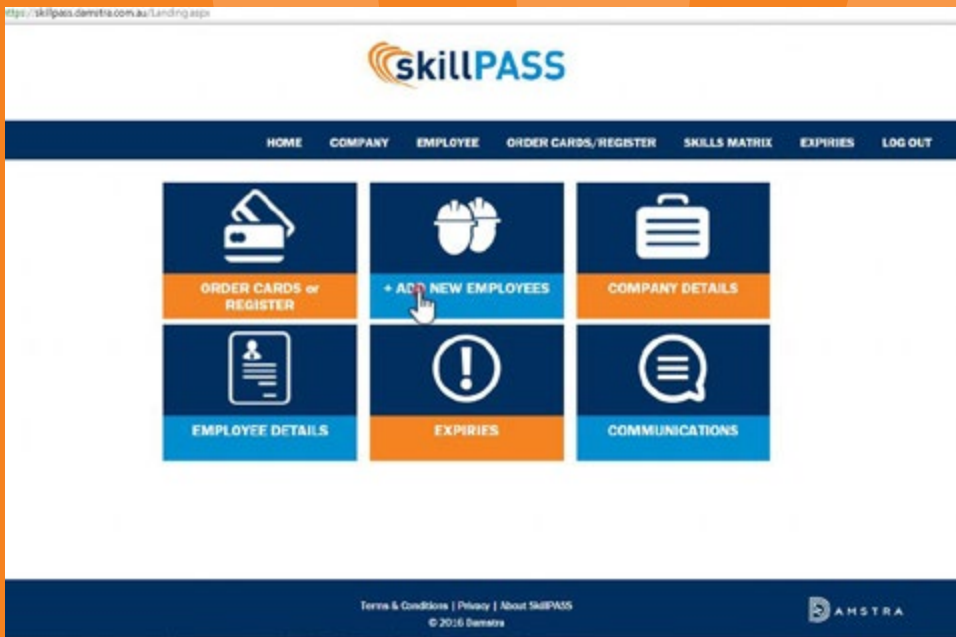 https://skillpass.damstra.com.au/Landing.aspx
skillPASS
HOME COMPANY EMPLOYEE ORDER CARDS/REGISTER SKILLS MATRIX EXPIRIES LOG OUT
ORDER CARDS or
REGISTER
+ ADD NEW EMPLOYEES
COMPANY DETAILS
EMPLOYEE DETAILS
EXPIRIES
COMMUNICATIONS
Terms & Conditions | Privacy | About SkillPASS
© 2016 Damstra
DAMSTRA